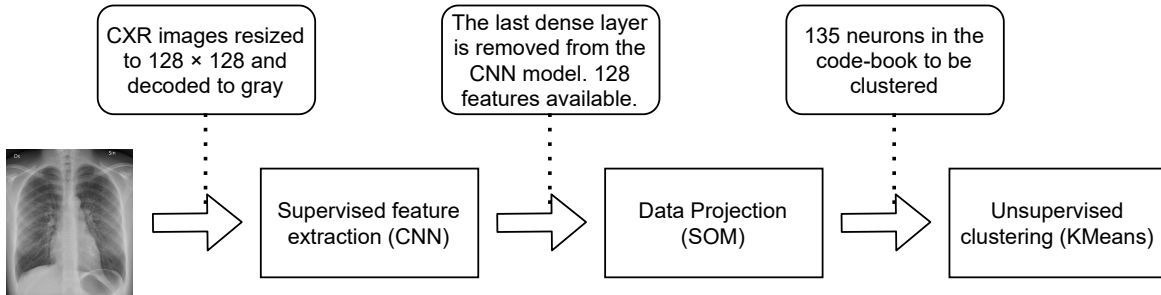 CXR images resized
to 128 × 128 and
decoded to gray
The last dense layer
is removed from the
CNN model. 128
features available.
135 neurons in the
code-book to be
clustered
Ds
Sin
Supervised feature
extraction (CNN)
Data Projection
(SOM)
Unsupervised
clustering (KMeans)